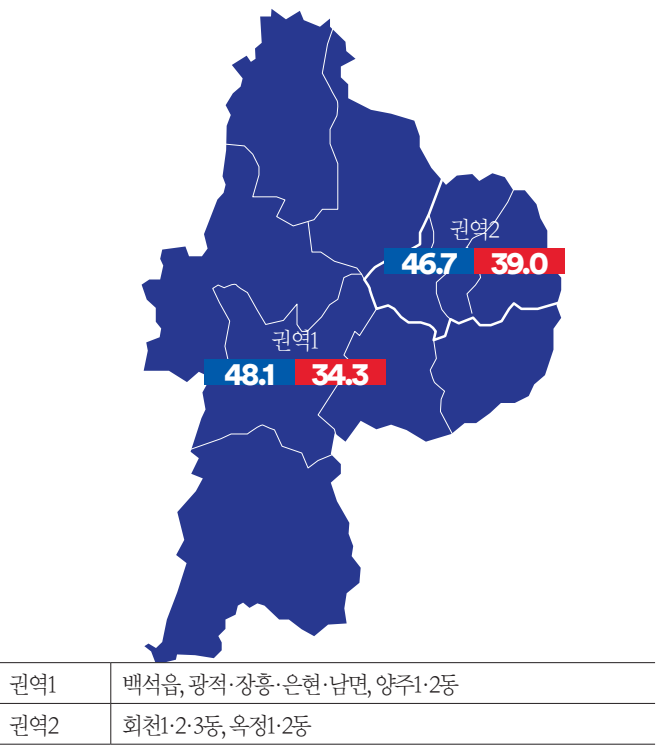 권역2
46.7 39.0
권역1
48.1 34.3
권역1 백석읍, 광적·장흥·은현·남면, 양주1·2동
권역2 회천1·2·3동, 옥정1·2동